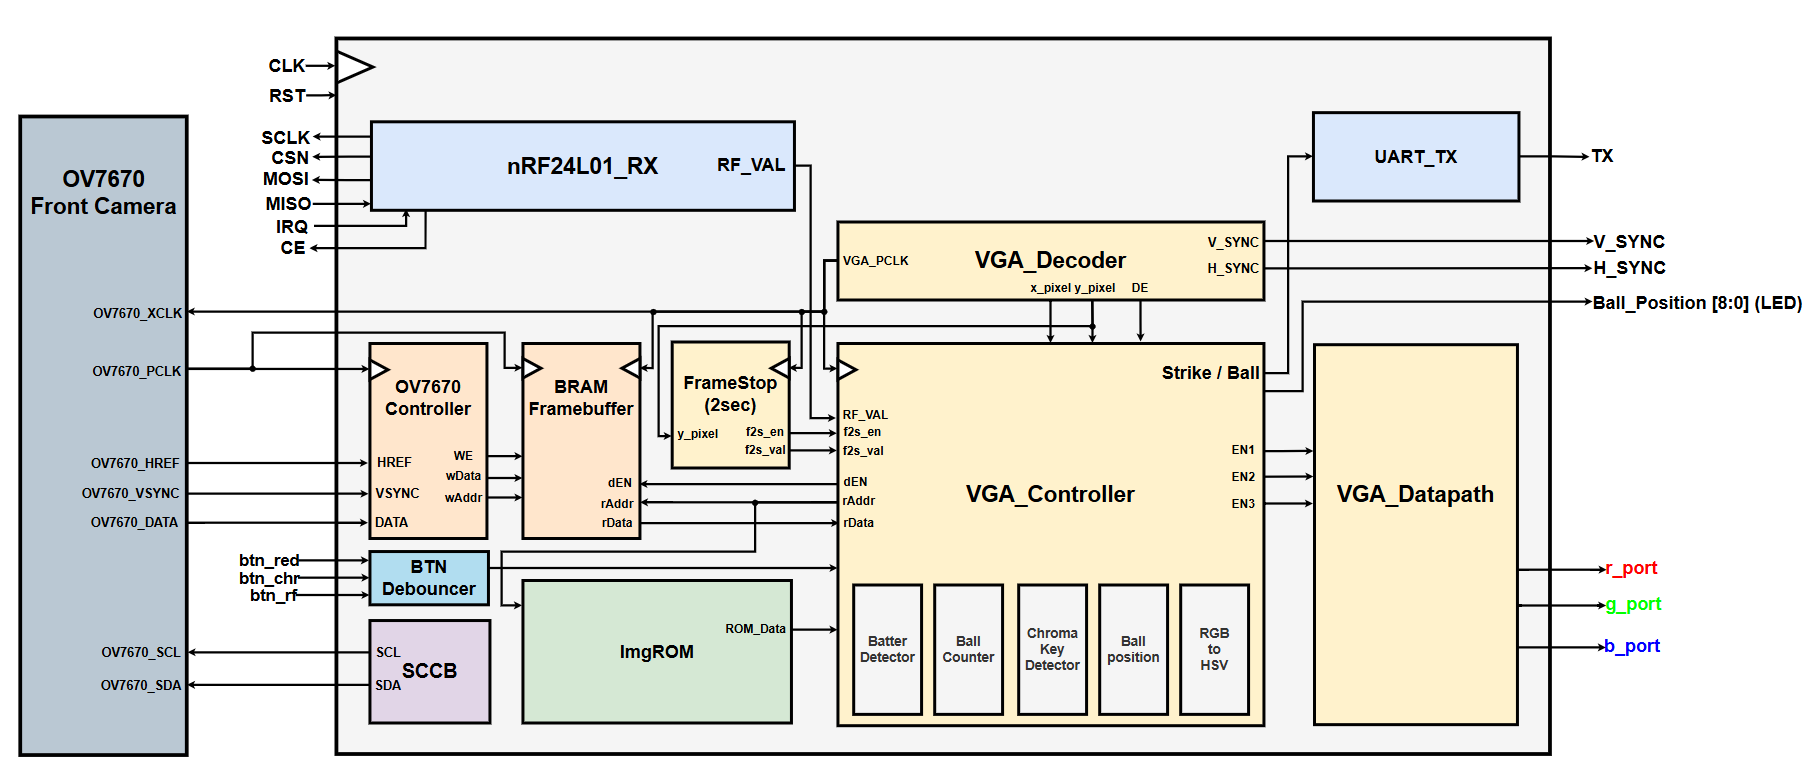 CLK
RST
SCLK
CSN
MOSI
MISO
IRQ
CE
nRF24L01_RX
RF_VAL
UART_TX
TX
OV7670
Front Camera
OV7670_XCLK
OV7670_PCLK
OV7670_HREF
OV7670_VSYNC
OV7670_DATA
OV7670_SCL
OV7670_SDA
VGA_PCLK
VGA_Decoder
V_SYNC
H_SYNC
x_pixel
y_pixel
DE
V_SYNC
H_SYNC
Ball_Position [8:0] (LED)
OV7670
Controller
HREF
VSYNC
DATA
WE
wData
wAddr
BRAM
Framebuffer
dEN
rAddr
rData
FrameStop
(2sec)
y_pixel
f2s_en
f2s_val
Strike / Ball
RF_VAL
f2s_en
f2s_val
dEN
rAddr
rData
VGA_Controller
EN1
EN2
EN3
VGA_Datapath
btn_red
btn_chr
btn_rf
BTN
Debouncer
SCL
SDA
SCCB
ImgROM
ROM_Data
Batter
Detector
Ball
Counter
Chroma
Key
Detector
Ball
position
RGB
to
HSV
r_port
g_port
b_port